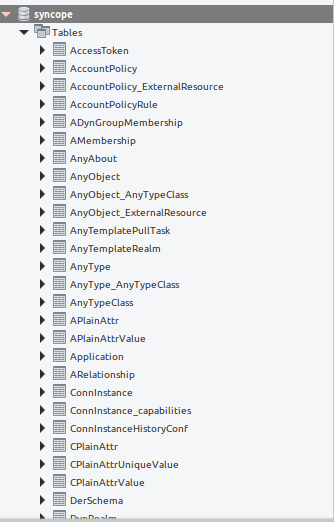 syncope
Tables
AccessToken
AccountPolicy
AccountPolicy_ExternalResource
AccountPolicyRule
ADynGroupMembership
AMembership
AnyAbout
AnyObject
AnyObject_AnyTypeClass
AnyObject_ExternalResource
AnyTemplatePullTask
AnyTemplateRealm
AnyType
AnyType_AnyTypeClass
AnyTypeClass
APlainAttr
APlainAttrValue
Application
ARelationship
ConnInstance
ConnInstance_capabilities
ConnInstanceHistoryConf
CPlainAttr
CPlainAttrUniqueValue
CPlainAttrValue
DerSchema